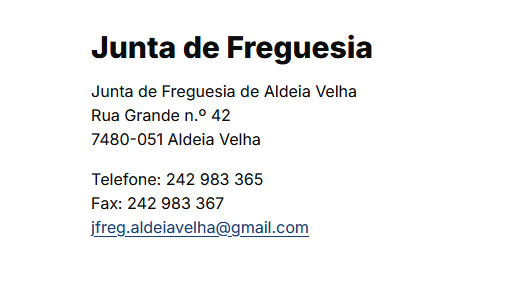 Junta de Freguesia
Junta de Freguesia de Aldeia Velha
Rua Grande n.º 42
7480-051 Aldeia Velha
Telefone: 242 983 365
Fax: 242 983 367
jfreg.aldeiavelha@gmail.com